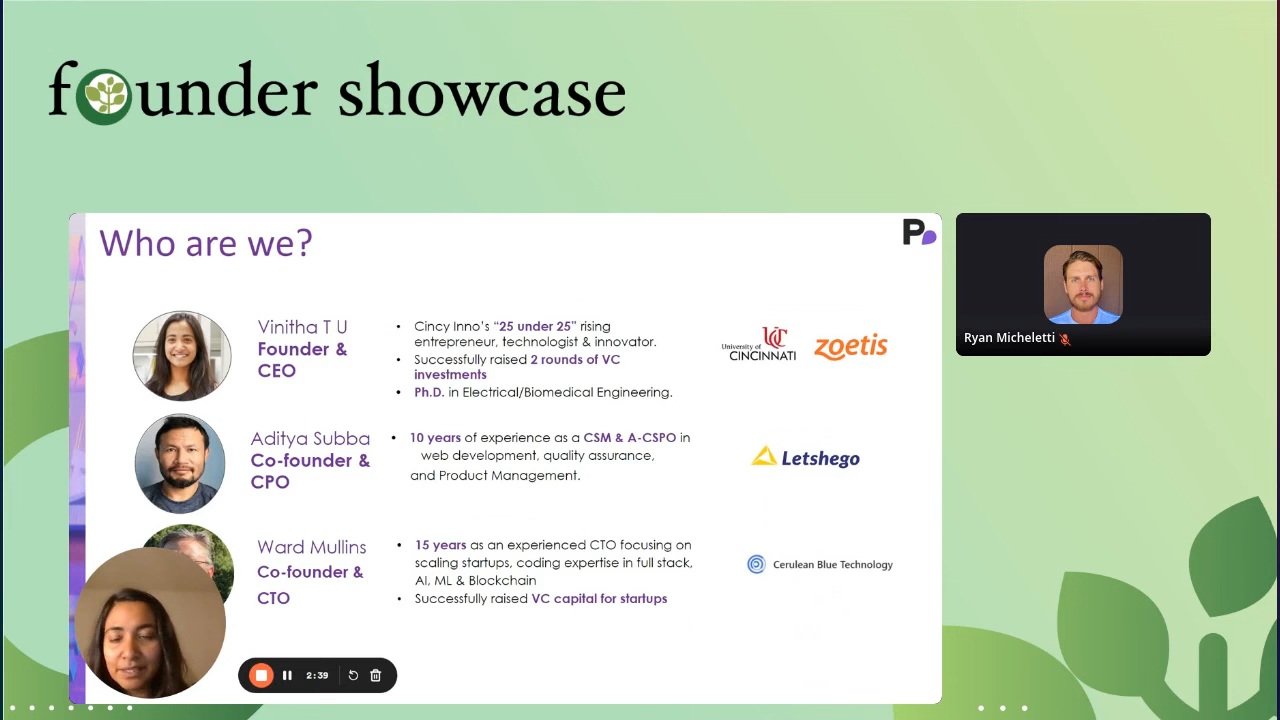 founder showcase
Who are we?
P
Vinitha T U
Founder &
CEO
• Cincy Inno's “25 under 25” rising
entrepreneur, technologist & innovator.
• Successfully raised 2 rounds of VC
investments
• Ph.D. in Electrical/Biomedical Engineering.
UC
University of
CINCINNATI
zoetis
Aditya Subba
Co-founder &
CPO
• 10 years of experience as a CSM & A-CSPO in
web development, quality assurance,
and Product Management.
Letshego
Ward Mullins
Co-founder &
CTO
• 15 years as an experienced CTO focusing on
scaling startups, coding expertise in full stack,
AI, ML & Blockchain
• Successfully raised VC capital for startups
Cerulean Blue Technology
2:39
Ryan Micheletti